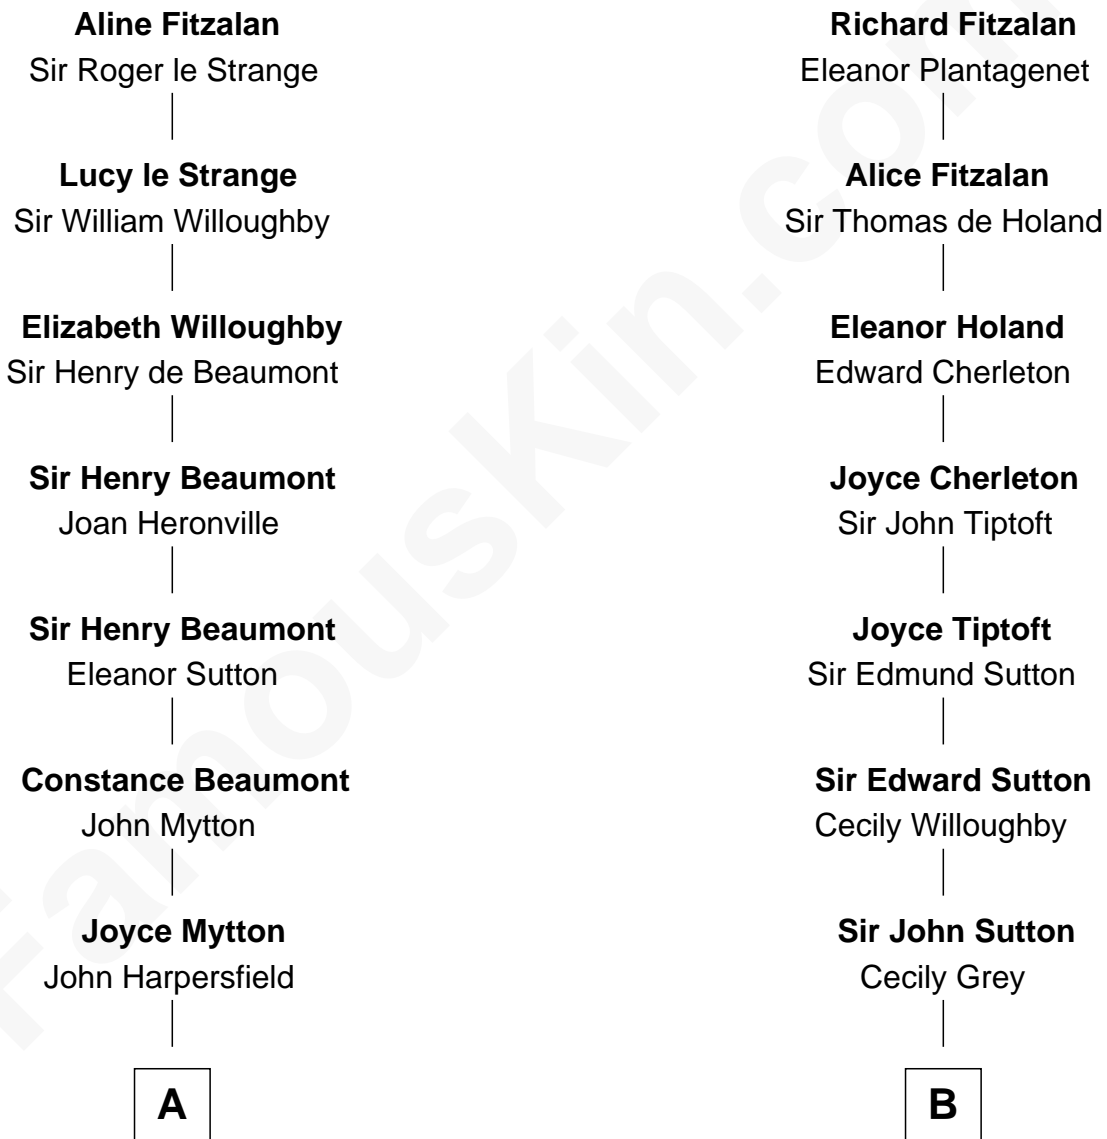 Aline Fitzalan
Sir Roger le Strange
Lucy le Strange
Sir William Willoughby
Elizabeth Willoughby
Sir Henry de Beaumont
Sir Henry Beaumont
Joan Heronville
Sir Henry Beaumont
Eleanor Sutton
Constance Beaumont
John Mytton
Joyce Mytton
John Harpersfield
A
Richard Fitzalan
Eleanor Plantagenet
Alice Fitzalan
Sir Thomas de Holand
Eleanor Holand
Edward Cherleton
Joyce Cherleton
Sir John Tiptoft
Joyce Tiptoft
Sir Edmund Sutton
Sir Edward Sutton
Cecily Willoughby
Sir John Sutton
Cecily Grey
B
FamousKin.com